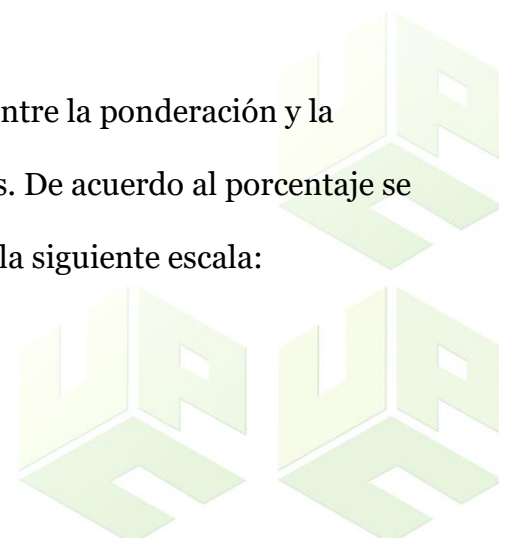 ntre la ponderación y la
s. De acuerdo al porcentaje se
la siguiente escala: